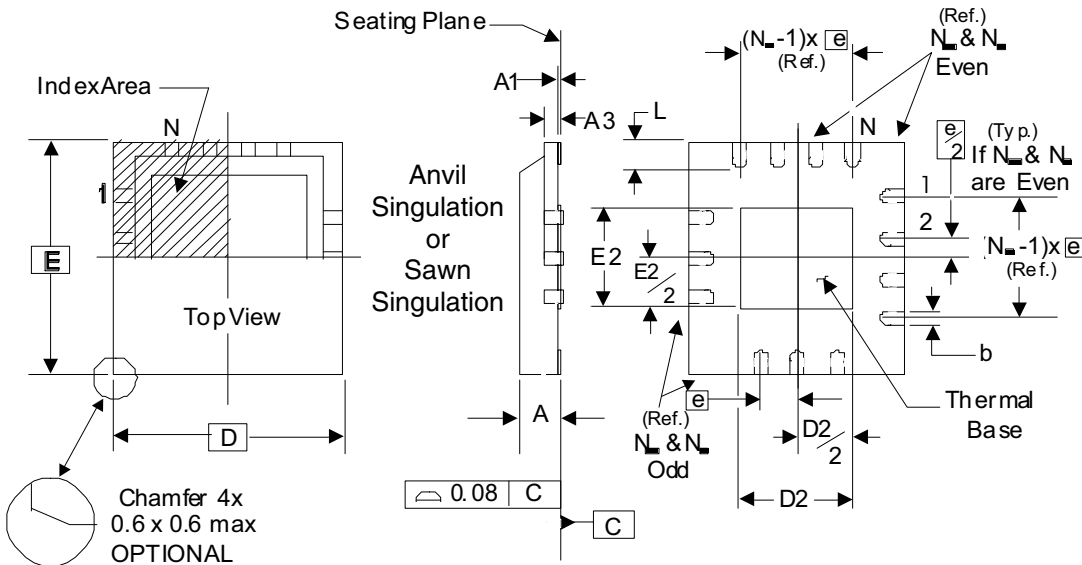 Seating Plane
Index Area
N
1
E
Top View
D
Chamfer 4x
0.6 x 0.6 max
OPTIONAL
A1
A3
L
Anvil
Singulation
or
Sawn
Singulation
A
0.08 C
C
(N -1)x e
(Ref.)
(Ref.)
N & N
Even
N
e/2
(Typ.)
If N & N
are Even
1
2
(N -1)x e
(Ref.)
E2
E2/2
b
e
(Ref.)
N & N
Odd
D2/2
D2
Thermal
Base